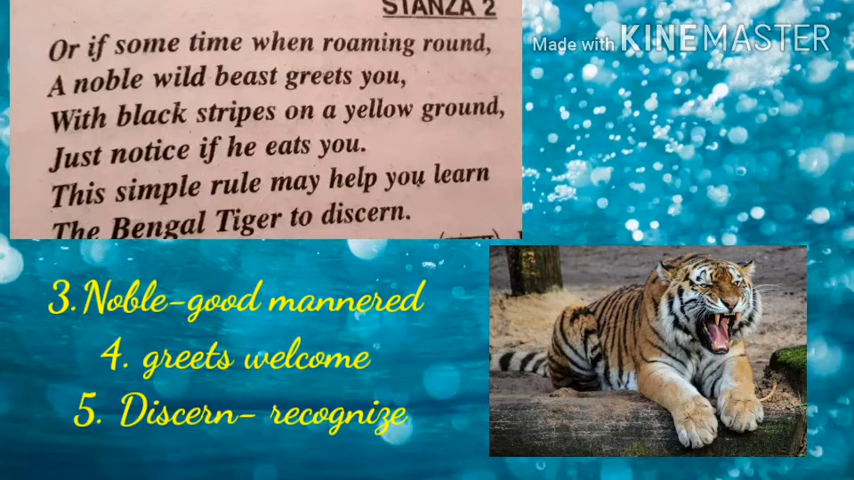 STANZA 2
Made with KINEMASTER
Or if some time when roaming round,
A noble wild beast greets you,
With black stripes on a yellow ground,
Just notice if he eats you.
This simple rule may help you learn
The Bengal Tiger to discern.
3.Noble-good mannered
4. greets welcome
5. Discern- recognize